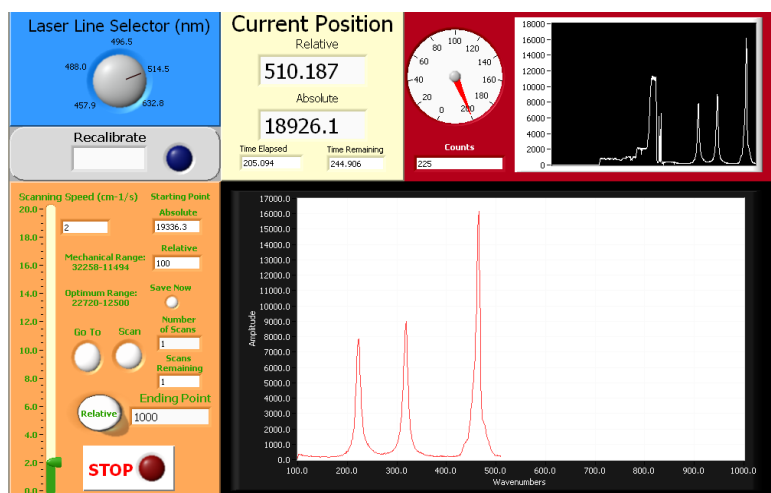 Laser Line Selector (nm)
496.5
488.0
514.5
457.9
632.8
Recalibrate
Current Position
Relative
510.187
Absolute
18926.1
Time Elapsed
Time Remaining
205.094
244.906
0
20
40
60
80
100
120
140
160
180
200
Counts
225
18000
16000
14000
12000
10000
8000
6000
4000
2000
0
Scanning Speed (cm-1/s)
20.0
18.0
16.0
14.0
12.0
10.0
8.0
6.0
4.0
2.0
0.0
2
Starting Point
Absolute
19336.3
Relative
100
Mechanical Range:
32258-11494
Optimum Range:
22720-12500
Save Now
Go To
Scan
Number
of Scans
1
Scans
Remaining
1
Ending Point
Relative
1000
STOP
Amplitude
17000.0
16000.0
15000.0
14000.0
13000.0
12000.0
11000.0
10000.0
9000.0
8000.0
7000.0
6000.0
5000.0
4000.0
3000.0
2000.0
1000.0
0.0
100.0 200.0 300.0 400.0 500.0 600.0 700.0 800.0 900.0 1000.0
Wavenumbers